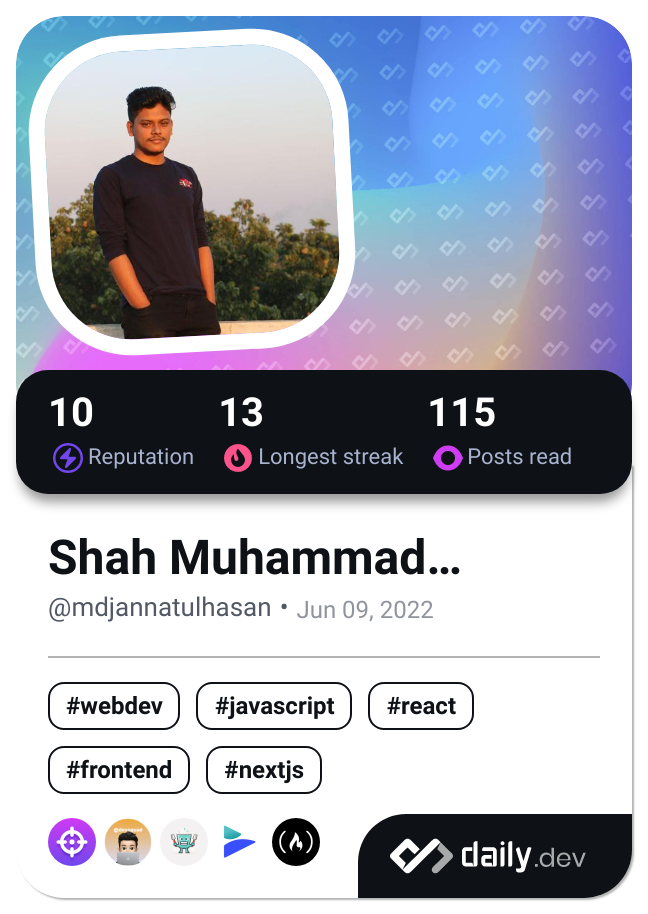 10 13 115
Reputation Longest streak Posts read
Shah Muhammad...
@mdjannatulhasan • Jun 09, 2022
#webdev #javascript #react
#frontend #nextjs
daily.dev